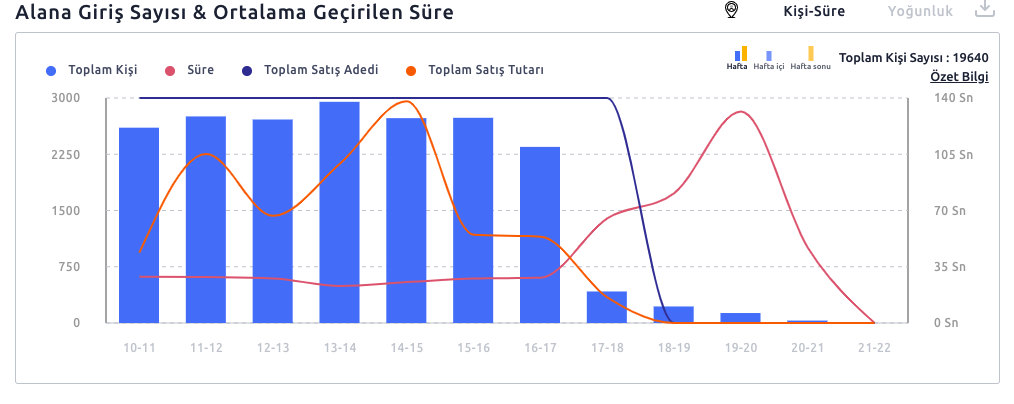 Alana Giriş Sayısı & Ortalama Geçirilen Süre
Kişi-Süre
Yoğunluk
Toplam Kişi
Süre
Toplam Satış Adedi
Toplam Satış Tutarı
Hafta
Hafta içi
Hafta sonu
Toplam Kişi Sayısı : 19640
Özet Bilgi
3000
2250
1500
750
0
140 Sn
105 Sn
70 Sn
35 Sn
0 Sn
10-11
11-12
12-13
13-14
14-15
15-16
16-17
17-18
18-19
19-20
20-21
21-22